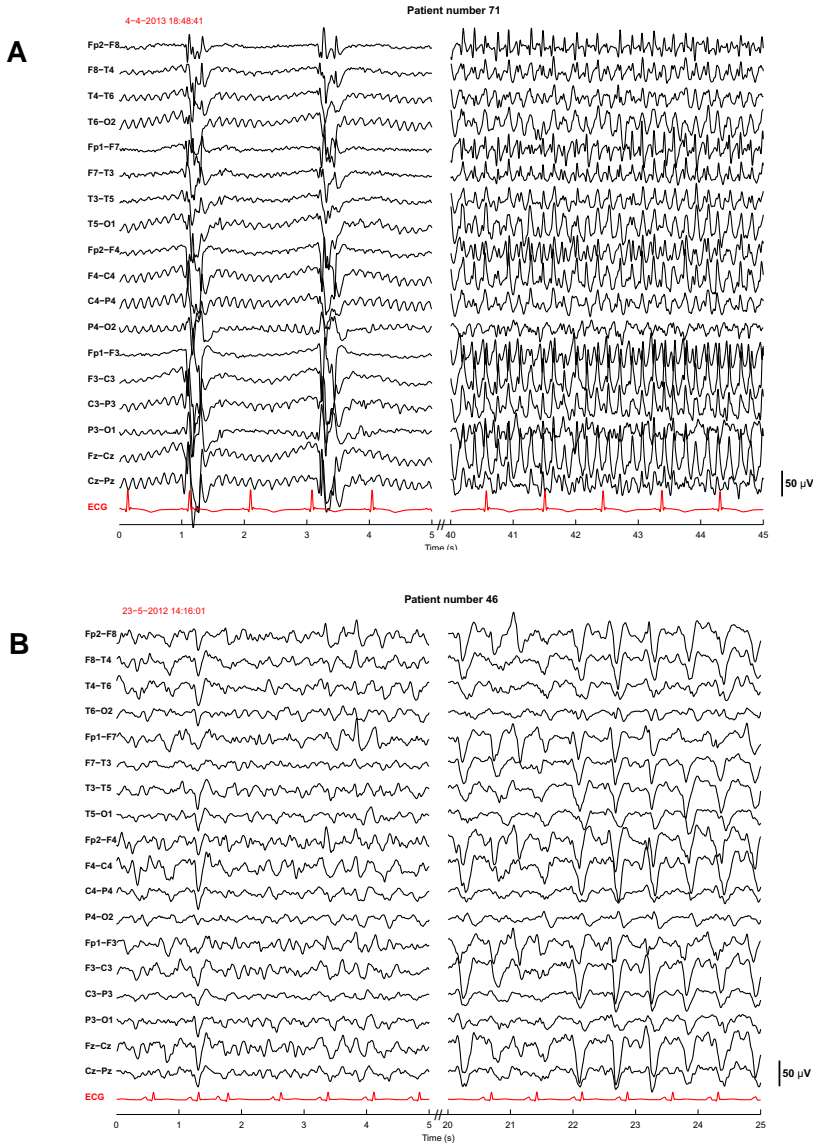 Patient number 71
4−4−2013 18:48:41
A
Fp2−F8
F8−T4
T4−T6
T6−O2
Fp1−F7
F7−T3
T3−T5
T5−O1
Fp2−F4
F4−C4
C4−P4
P4−O2
Fp1−F3
F3−C3
C3−P3
P3−O1
Fz−Cz
Cz−Pz
50 µV
ECG
0 1 2 3 4 5 // 40 41 42 43 44 45
Time (s)
Patient number 46
23−5−2012 14:16:01
B
Fp2−F8
F8−T4
T4−T6
T6−O2
Fp1−F7
F7−T3
T3−T5
T5−O1
Fp2−F4
F4−C4
C4−P4
P4−O2
Fp1−F3
F3−C3
C3−P3
P3−O1
Fz−Cz
Cz−Pz
50 µV
ECG
0 1 2 3 4 5 // 20 21 22 23 24 25
Time (s)